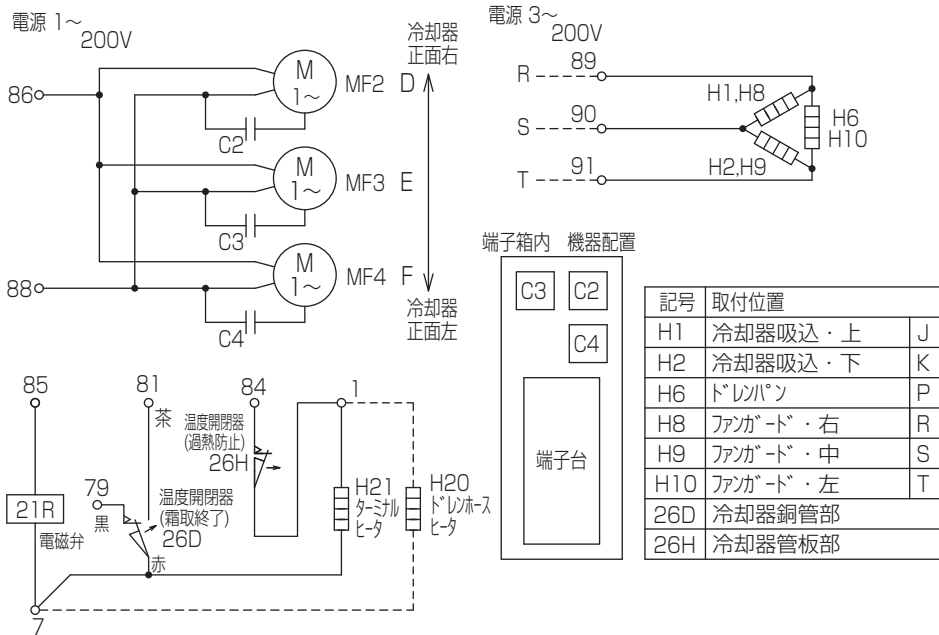 電源 1～
200V
冷却器
正面右
86
M
1～
MF2
D
C2
M
1～
MF3
E
C3
M
1～
MF4
F
88
C4
冷却器
正面左
電源 3～
200V
R
89
H1,H8
S
90
H6
H10
T
91
H2,H9
端子箱内 機器配置
C3
C2
C4
端子台
記号 取付位置
H1 冷却器吸込・上 J
H2 冷却器吸込・下 K
H6 ドレンパン P
H8 ファンガード・右 R
H9 ファンガード・中 S
H10 ファンガード・左 T
26D 冷却器銅管部
26H 冷却器管板部
85
81
84
1
茶
温度開閉器
(過熱防止)
26H
79
黒
温度開閉器
(霜取終了)
26D
赤
21R
電磁弁
H21
ターミナル
ヒータ
H20
ドレンホース
ヒータ
7